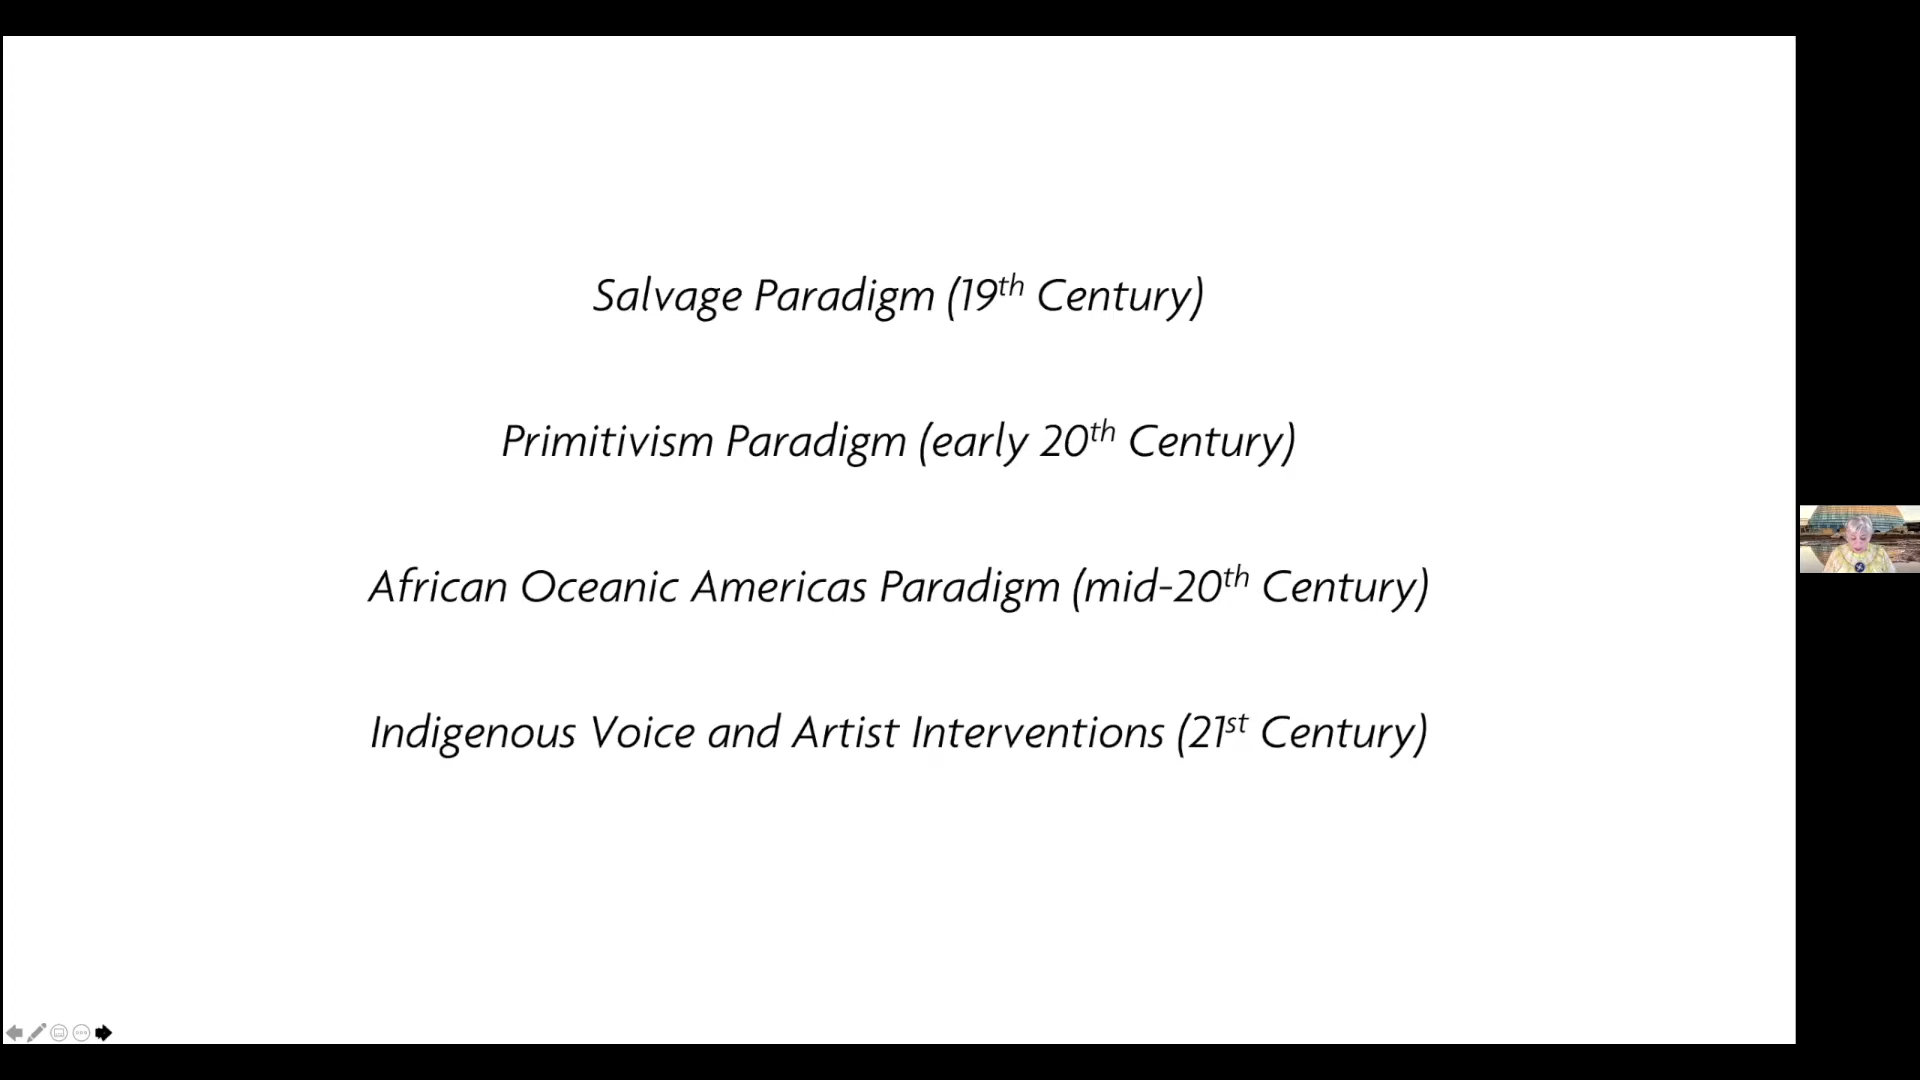 Salvage Paradigm (19th Century)
Primitivism Paradigm (early 20th Century)
African Oceanic Americas Paradigm (mid-20th Century)
Indigenous Voice and Artist Interventions (21st Century)